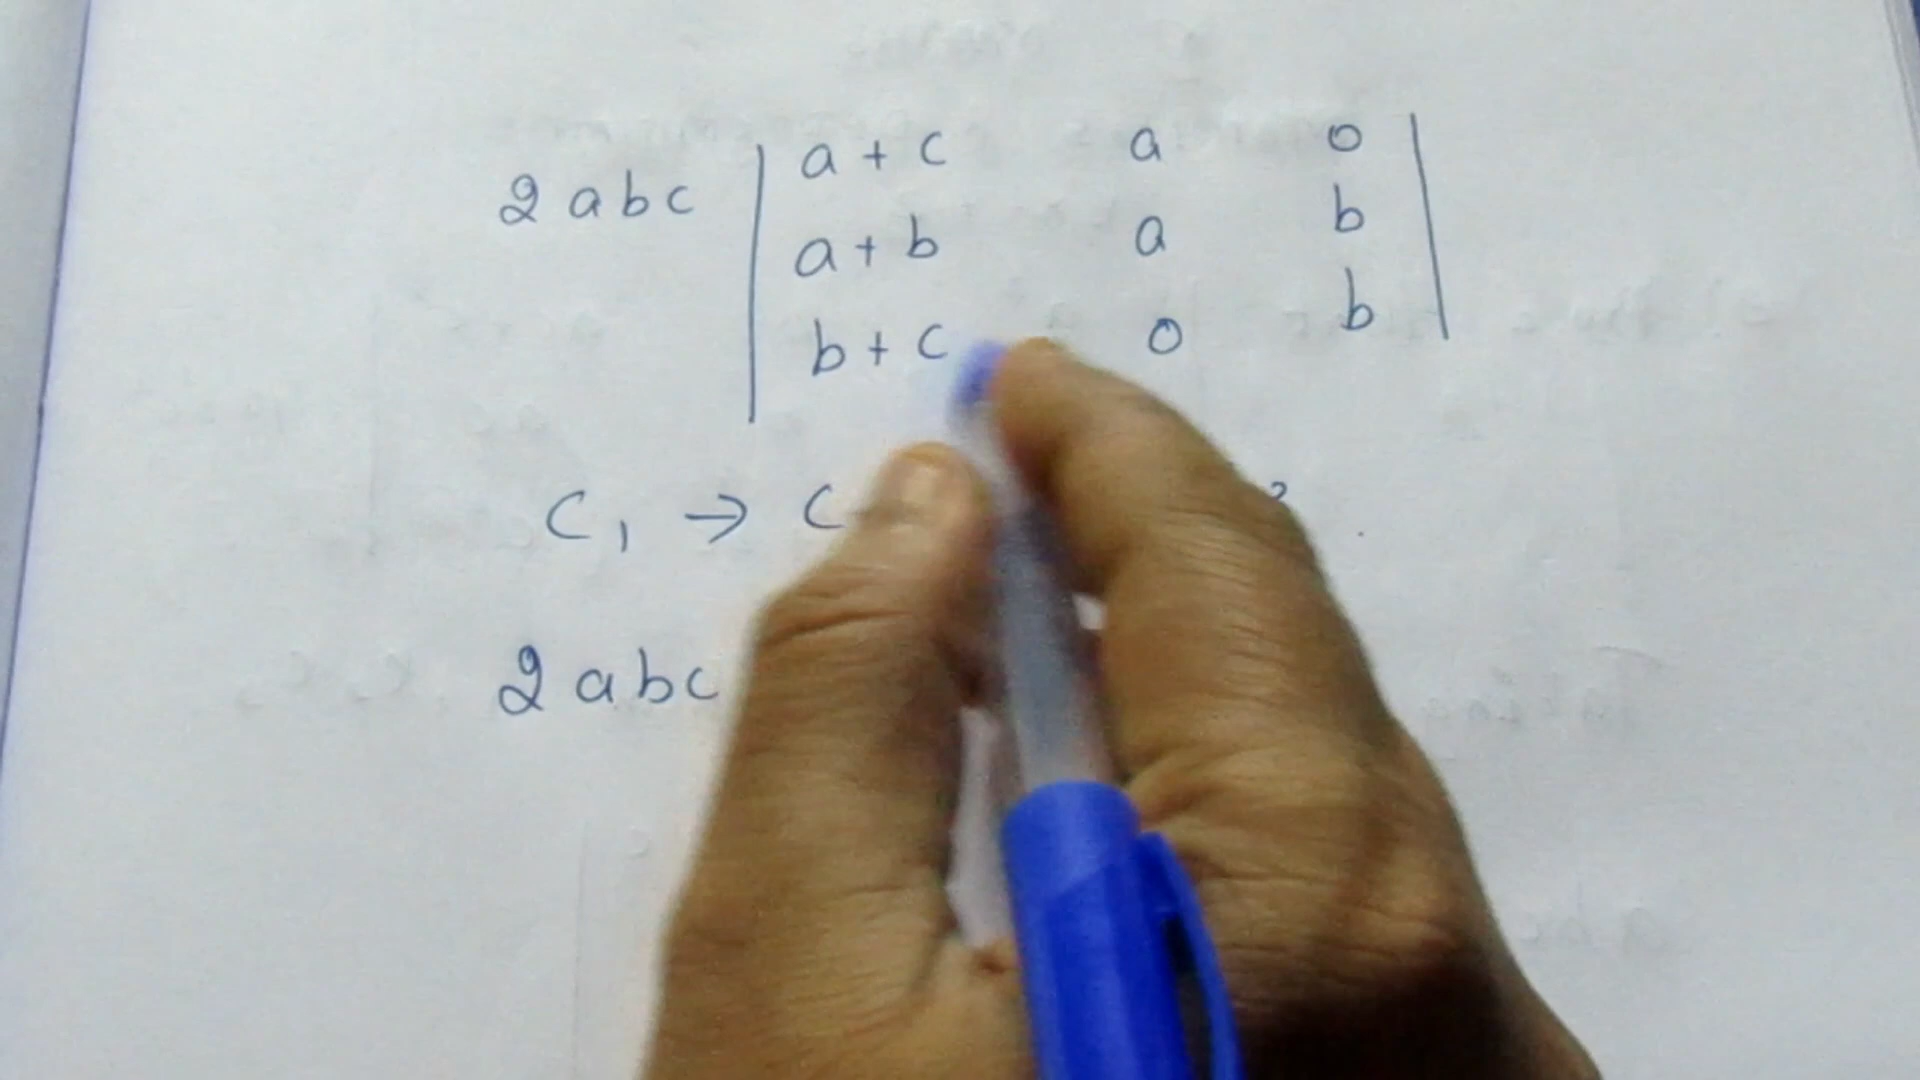 2abc | a + c a 0 |
a + b a b
b + c 0 b
C₁ → C
2abc